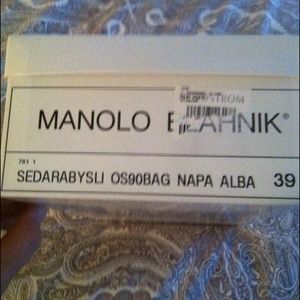 NORDSTROM
MANOLO BLAHNIK®
781 1
SEDARABYSLI OS90BAG NAPA ALBA 39